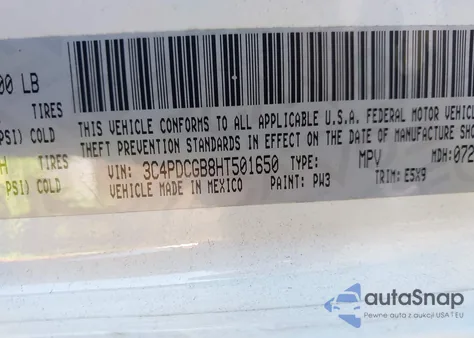 00 LB
TIRES
PSI) COLD
TIRES
PSI) COLD
THIS VEHICLE CONFORMS TO ALL APPLICABLE U.S.A. FEDERAL MOTOR VEHICL
THEFT PREVENTION STANDARDS IN EFFECT ON THE DATE OF MANUFACTURE SH
VIN: 3C4PDCGB8HT501650 TYPE: MPV MDH: 072
VEHICLE MADE IN MEXICO PAINT: PW3 TRIM: E5X9
autoSnap
Pewne auta z aukcji USA i EU